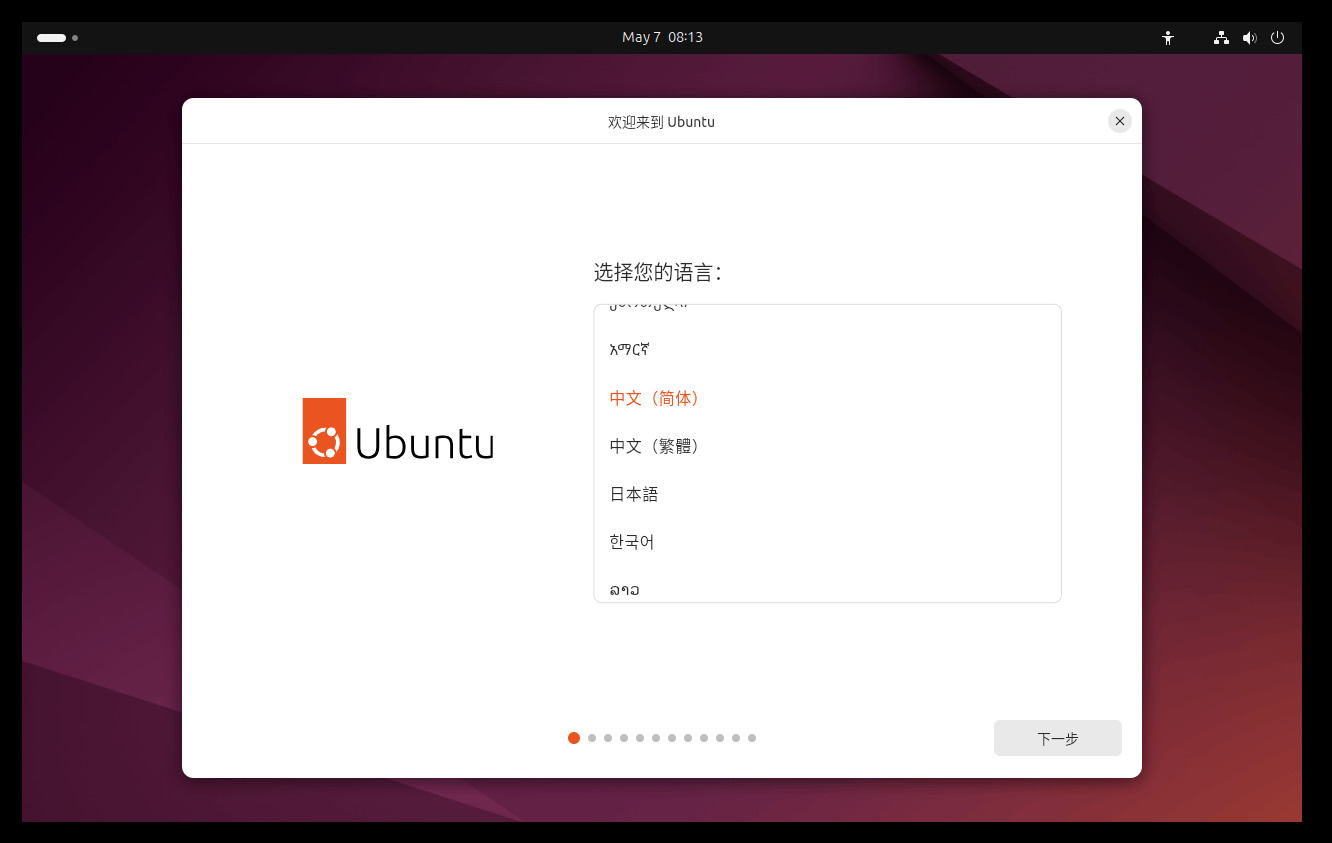 May 7 08:13
欢迎来到 Ubuntu
选择您的语言：
አማርኛ
中文（简体）
中文（繁體）
日本語
한국어
ລາວ
Ubuntu
下一步